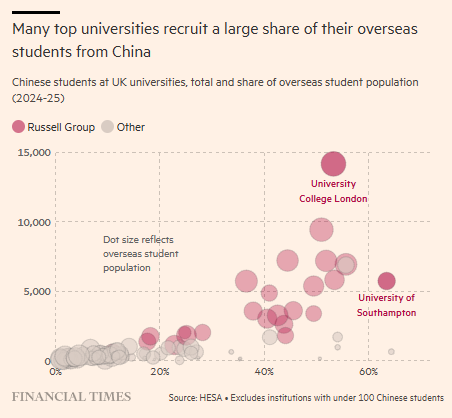 Many top universities recruit a large share of their overseas
students from China
Chinese students at UK universities, total and share of overseas student population
(2024-25)
Russell Group Other
15,000
University
College London
10,000
Dot size reflects
overseas student
population
5,000
University of
Southampton
0
0% 20% 40% 60%
FINANCIAL TIMES
Source: HESA • Excludes institutions with under 100 Chinese students